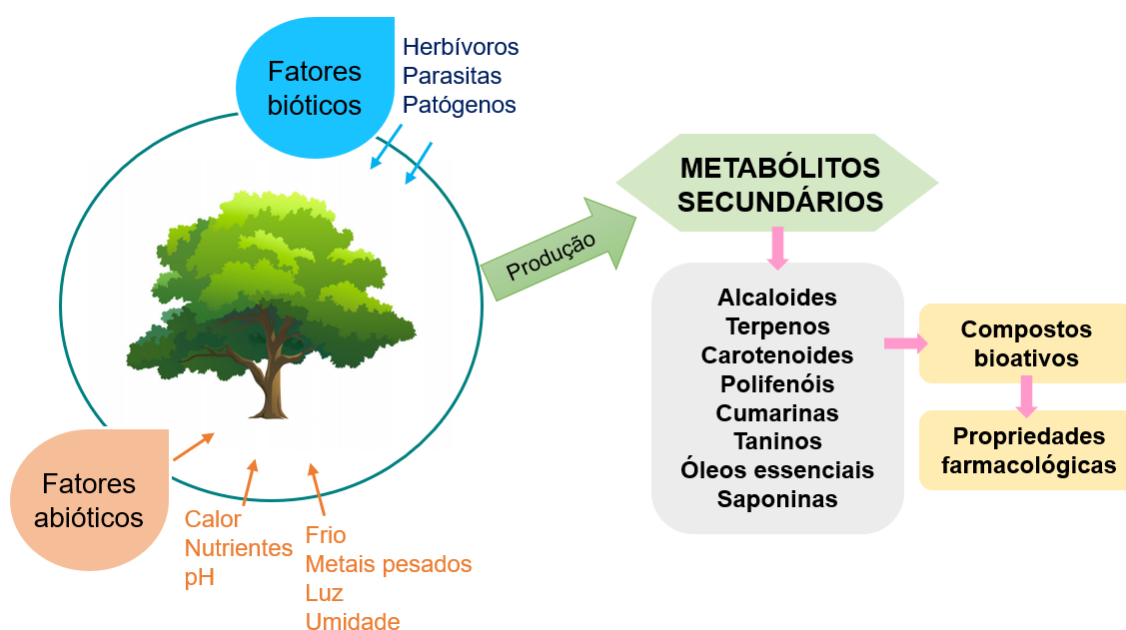 Fatores
bióticos
Herbívoros
Parasitas
Patógenos
Fatores
abióticos
Calor
Nutrientes
pH
Frio
Metais pesados
Luz
Umidade
Produção
METABÓLITOS
SECUNDÁRIOS
Alcaloides
Terpenos
Carotenoides
Polifenóis
Cumarinas
Taninos
Óleos essenciais
Saponinas
Compostos
bioativos
Propriedades
farmacológicas